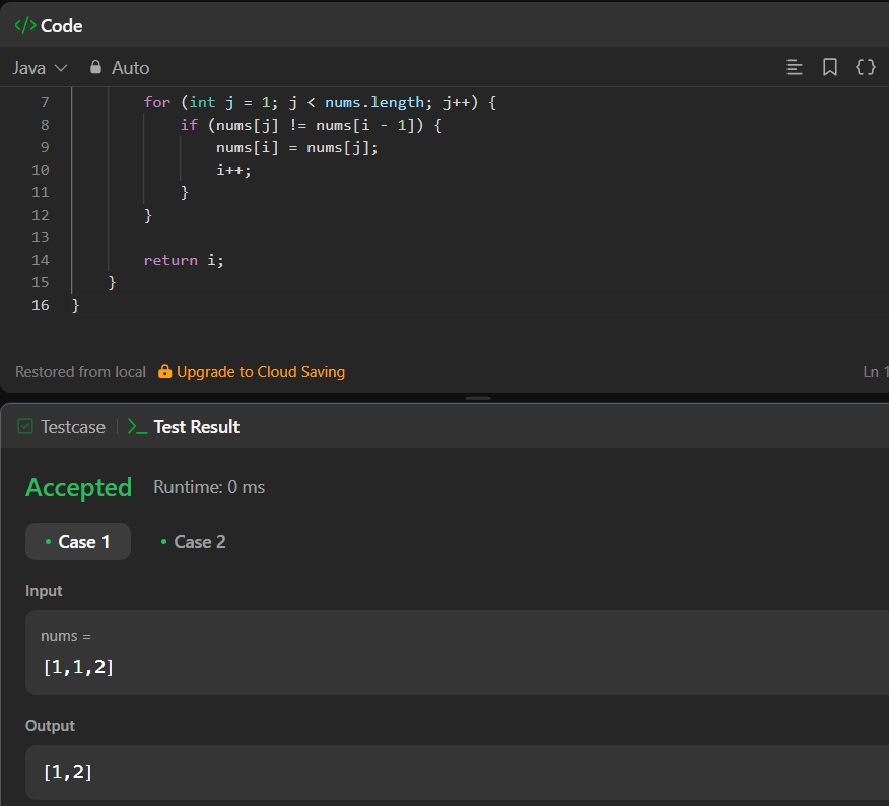 </> Code
Java Auto
7 for (int j = 1; j < nums.length; j++) {
8 if (nums[j] != nums[i - 1]) {
9 nums[i] = nums[j];
10 i++;
11 }
12 }
13
14 return i;
15 }
16 }
Restored from local Upgrade to Cloud Saving Ln 1
Testcase | >_ Test Result
Accepted Runtime: 0 ms
• Case 1 • Case 2
Input
nums =
[1,1,2]
Output
[1,2]